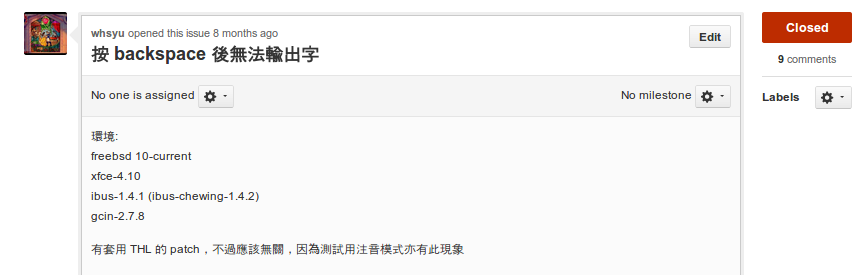 whsyu opened this issue 8 months ago
按 backspace 後無法輸出字
Edit
Closed
9 comments
No one is assigned
No milestone
Labels
環境:
freebsd 10-current
xfce-4.10
ibus-1.4.1 (ibus-chewing-1.4.2)
gcin-2.7.8
有套用 THL 的 patch，不過應該無關，因為測試用注音模式亦有此現象